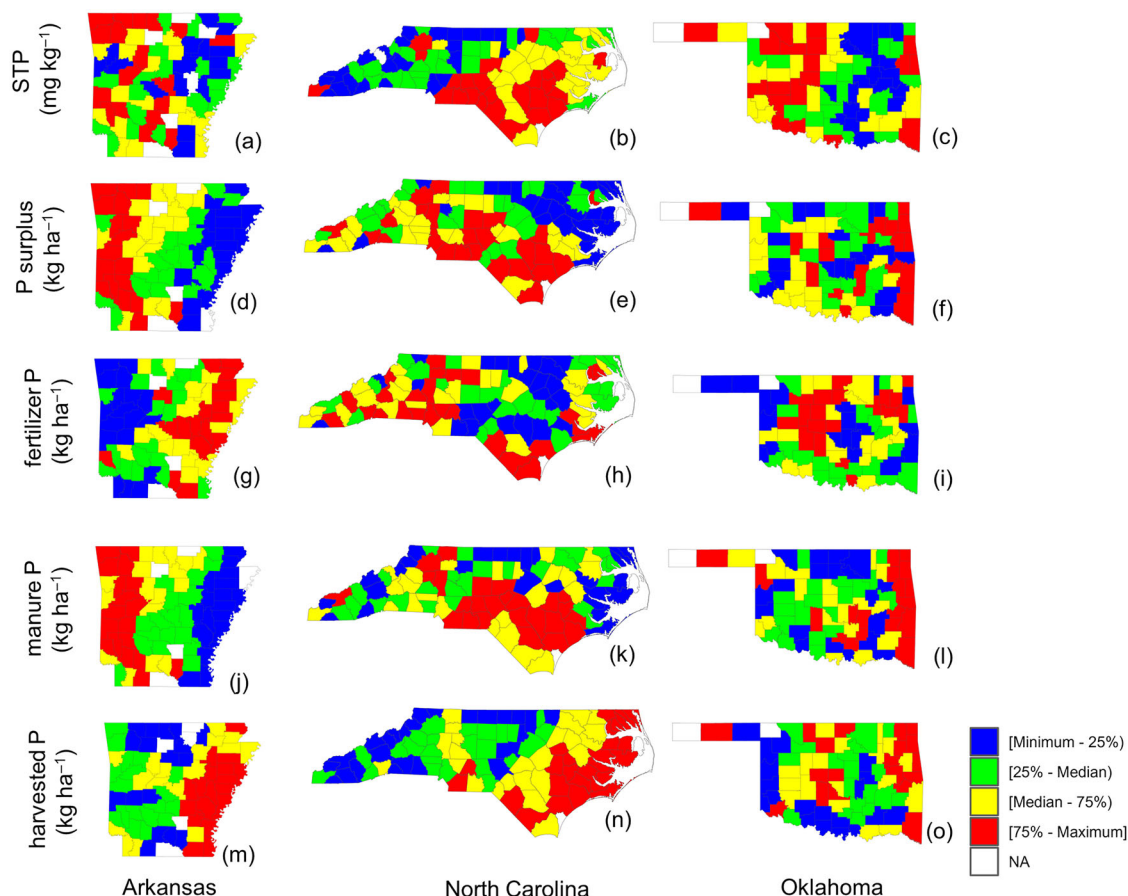 STP
(mg kg⁻¹)
(a)
(b)
(c)
P surplus
(kg ha⁻¹)
(d)
(e)
(f)
fertilizer P
(kg ha⁻¹)
(g)
(h)
(i)
manure P
(kg ha⁻¹)
(j)
(k)
(l)
harvested P
(kg ha⁻¹)
(m)
(n)
(o)
[Minimum - 25%)
[25% - Median)
[Median - 75%)
[75% - Maximum]
NA
Arkansas
North Carolina
Oklahoma